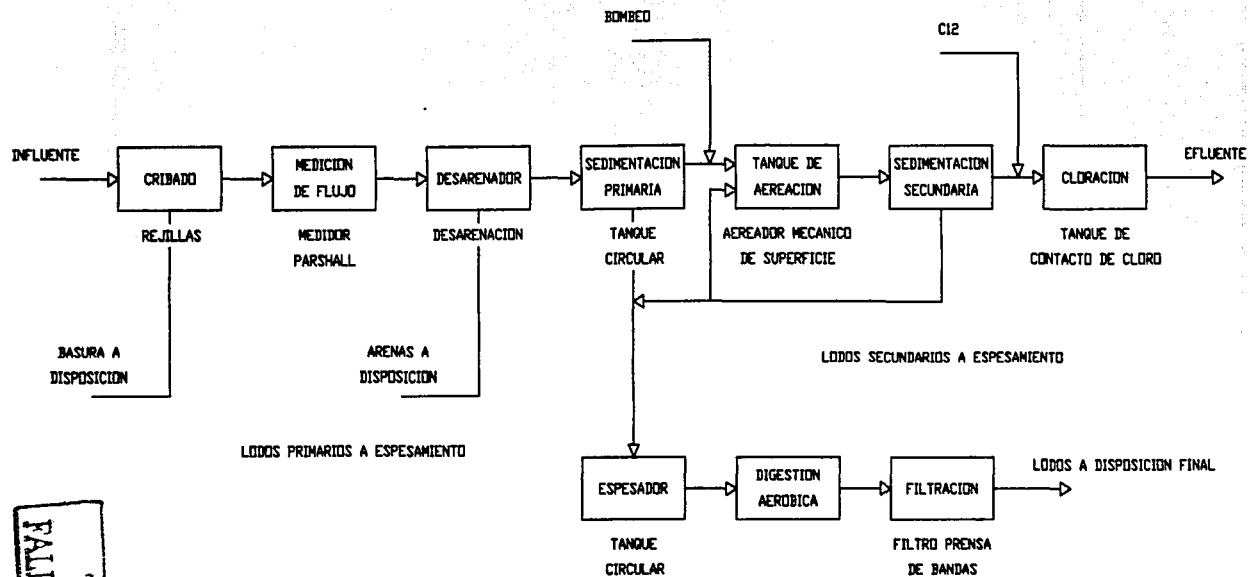 BOMBEO
C12
INFLUENTE
CRIBADO
MEDICION
DE FLUJO
DESARENADOR
SEDIMENTACION
PRIMARIA
TANQUE DE
AEREACION
SEDIMENTACION
SECUNDARIA
CLORACION
EFLUENTE
REJILLAS
MEDIDOR
PARSHALL
DESARENACION
TANQUE
CIRCULAR
AEREADOR MECANICO
DE SUPERFICIE
TANQUE DE
CONTACTO DE CLORO
BASURA A
DISPOSICION
ARENAS A
DISPOSICION
LODOS SECUNDARIOS A ESPESAMIENTO
LODOS PRIMARIOS A ESPESAMIENTO
ESPESADOR
DIGESTION
AEROBICA
FILTRACION
LODOS A DISPOSICION FINAL
TANQUE
CIRCULAR
FILTRO PRENSA
DE BANDAS